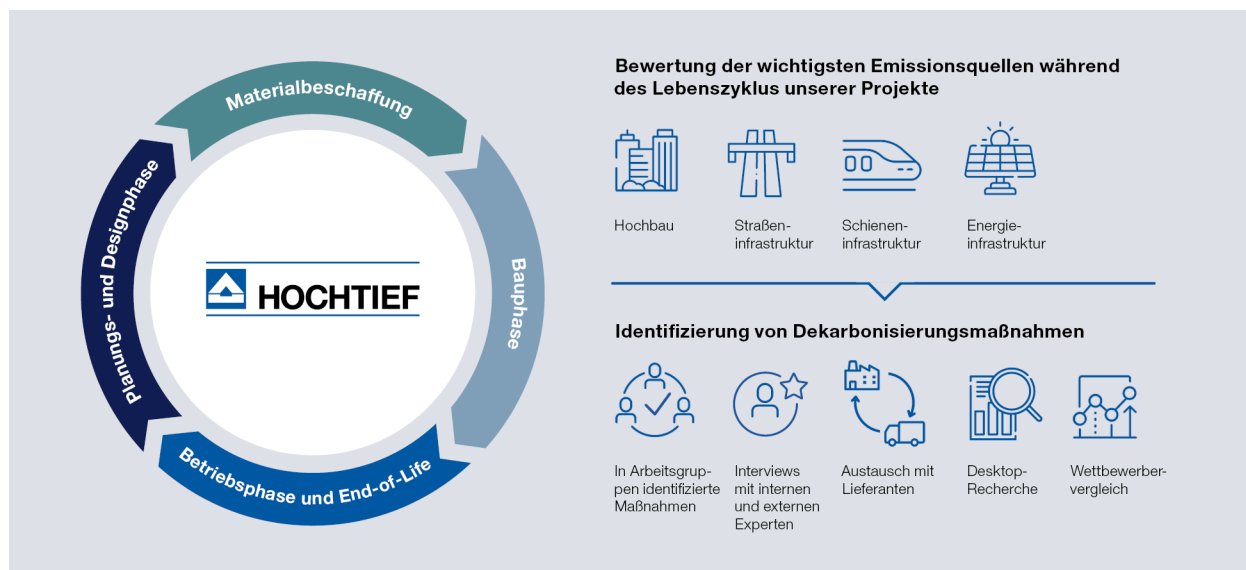 Materialbeschaffung
Bauphase
Betriebsphase und End-of-Life
Planungs- und Designphase
HOCHTIEF
Bewertung der wichtigsten Emissionsquellen während
des Lebenszyklus unserer Projekte
Hochbau
Straßen-
infrastruktur
Schienen-
infrastruktur
Energie-
infrastruktur
Identifizierung von Dekarbonisierungsmaßnahmen
In Arbeitsgrup-
pen identifizierte
Maßnahmen
Interviews
mit internen
und externen
Experten
Austausch mit
Lieferanten
Desktop-
Recherche
Wettbewerber-
vergleich